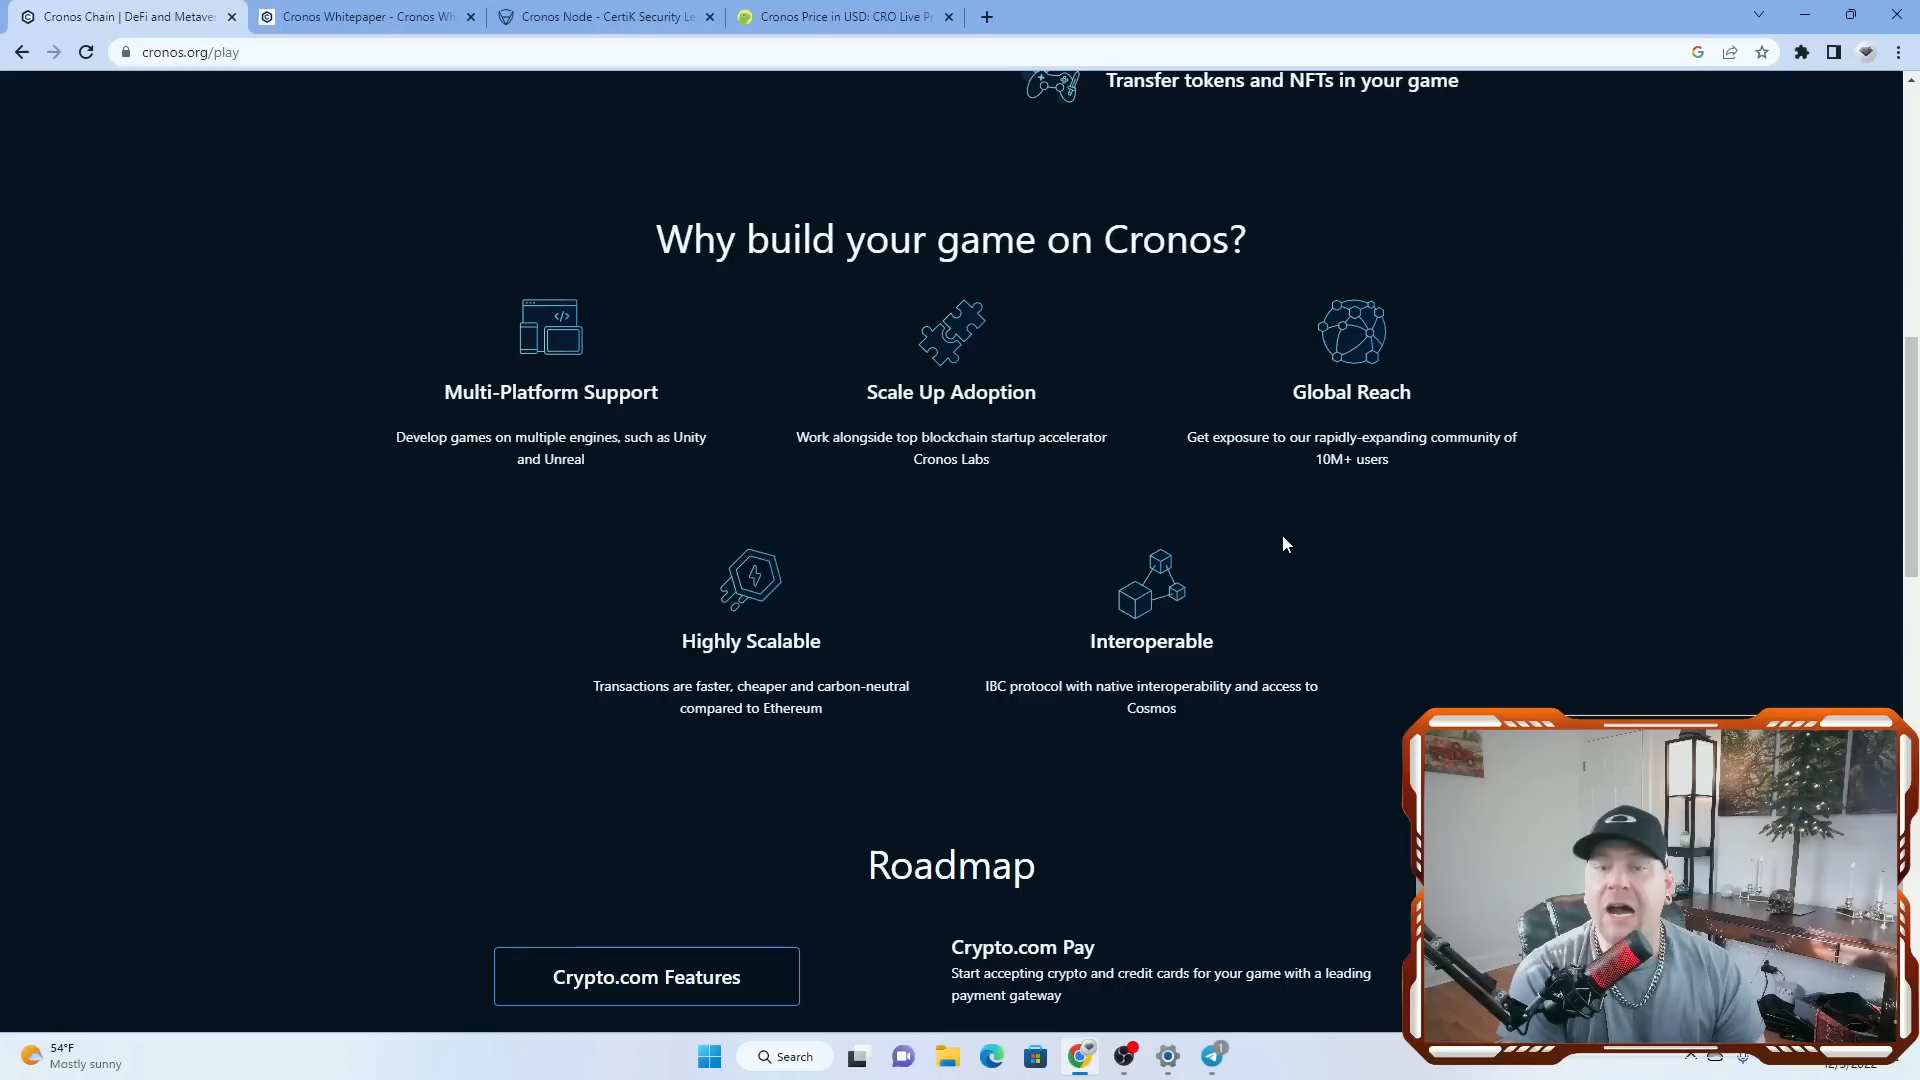 Cronos Chain | DeFi and Metaver
Cronos Whitepaper - Cronos Wh
Cronos Node - CertiK Security Le
Cronos Price in USD: CRO Live Pr
cronos.org/play
Transfer tokens and NFTs in your game
Why build your game on Cronos?
Multi-Platform Support
Develop games on multiple engines, such as Unity
and Unreal
Scale Up Adoption
Work alongside top blockchain startup accelerator
Cronos Labs
Global Reach
Get exposure to our rapidly-expanding community of
10M+ users
Highly Scalable
Transactions are faster, cheaper and carbon-neutral
compared to Ethereum
Interoperable
IBC protocol with native interoperability and access to
Cosmos
Roadmap
Crypto.com Features
Crypto.com Pay
Start accepting crypto and credit cards for your game with a leading
payment gateway
54°F
Mostly sunny
Search
1